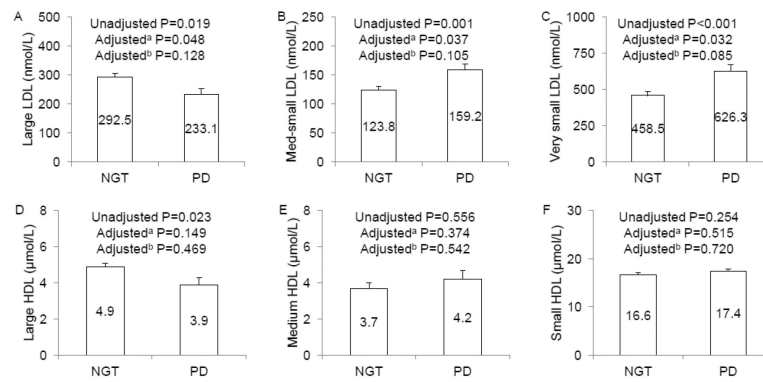 A
Unadjusted P=0.019
Adjustedᵃ P=0.048
Adjustedᵇ P=0.128
Large LDL (nmol/L)
500
400
300
200
100
0
292.5
233.1
NGT
PD
B
Unadjusted P=0.001
Adjustedᵃ P=0.037
Adjustedᵇ P=0.105
Med-small LDL (nmol/L)
250
200
150
100
50
0
123.8
159.2
NGT
PD
C
Unadjusted P<0.001
Adjustedᵃ P=0.032
Adjustedᵇ P=0.085
Very small LDL (nmol/L)
1000
750
500
250
0
458.5
626.3
NGT
PD
D
Unadjusted P=0.023
Adjustedᵃ P=0.149
Adjustedᵇ P=0.469
Large HDL (µmol/L)
8
6
4
2
0
4.9
3.9
NGT
PD
E
Unadjusted P=0.556
Adjustedᵃ P=0.374
Adjustedᵇ P=0.542
Medium HDL (µmol/L)
8
6
4
2
0
3.7
4.2
NGT
PD
F
Unadjusted P=0.254
Adjustedᵃ P=0.515
Adjustedᵇ P=0.720
Small HDL (µmol/L)
30
20
10
0
16.6
17.4
NGT
PD